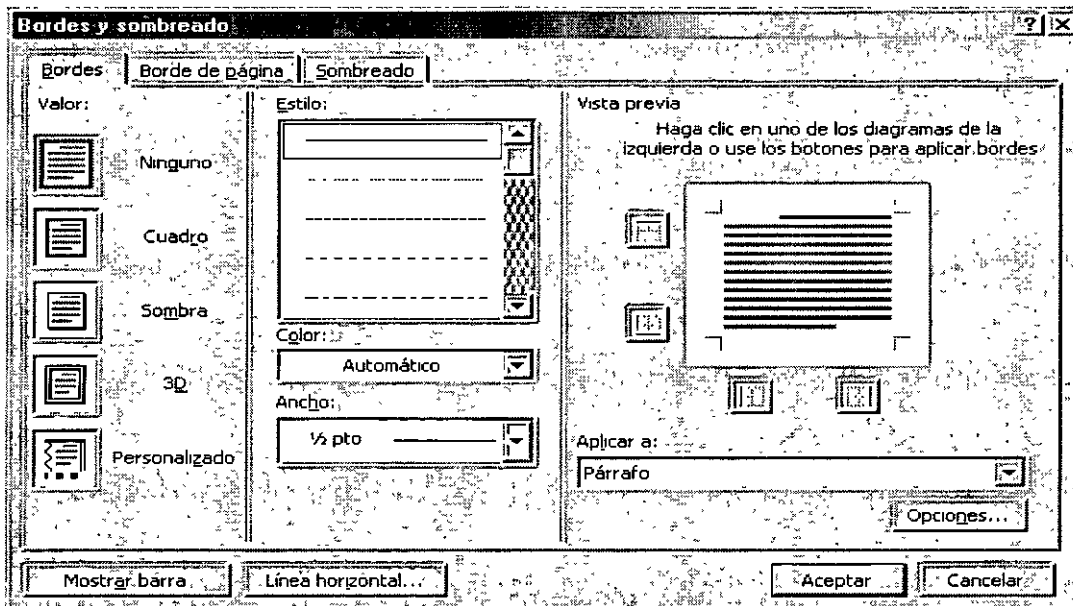 Bordes y sombreado
Bordes
Borde de página
Sombreado
Valor:
Ninguno
Cuadro
Sombra
3D
Personalizado
Estilo:
Color:
Automático
Ancho:
½ pto
Vista previa
Haga clic en uno de los diagramas de la
izquierda o use los botones para aplicar bordes
Aplicar a:
Párrafo
Opciones...
Mostrar barra
Línea horizontal...
Aceptar
Cancelar